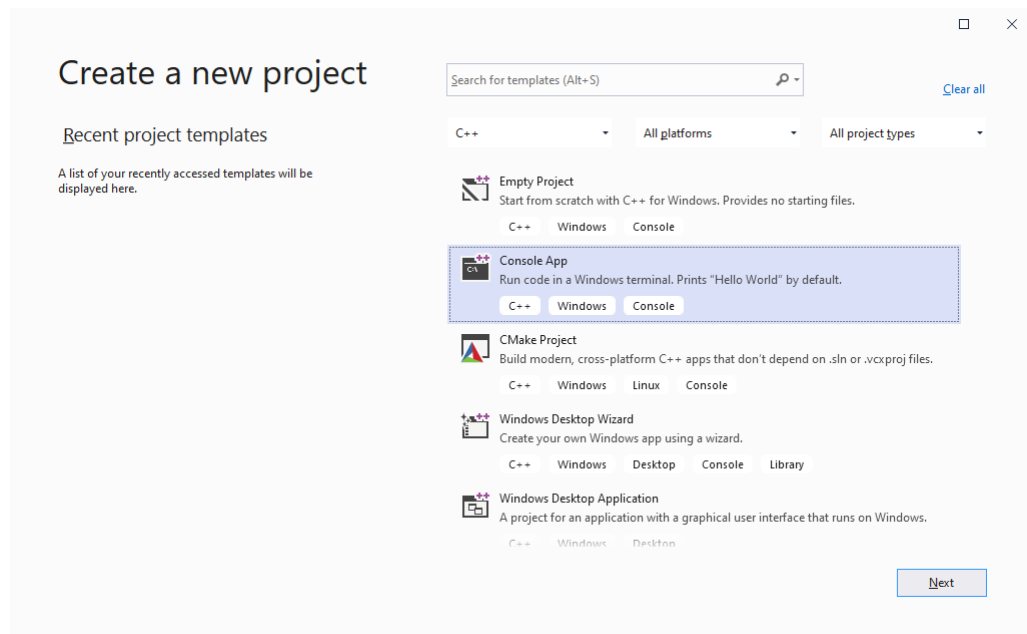 Create a new project
Search for templates (Alt+S)
Clear all
Recent project templates
A list of your recently accessed templates will be
displayed here.
C++
All platforms
All project types
Empty Project
Start from scratch with C++ for Windows. Provides no starting files.
C++ Windows Console
C:\
Console App
Run code in a Windows terminal. Prints "Hello World" by default.
C++ Windows Console
CMake Project
Build modern, cross-platform C++ apps that don't depend on .sln or .vcxproj files.
C++ Windows Linux Console
Windows Desktop Wizard
Create your own Windows app using a wizard.
C++ Windows Desktop Console Library
Windows Desktop Application
A project for an application with a graphical user interface that runs on Windows.
C++ Windows Desktop
Next